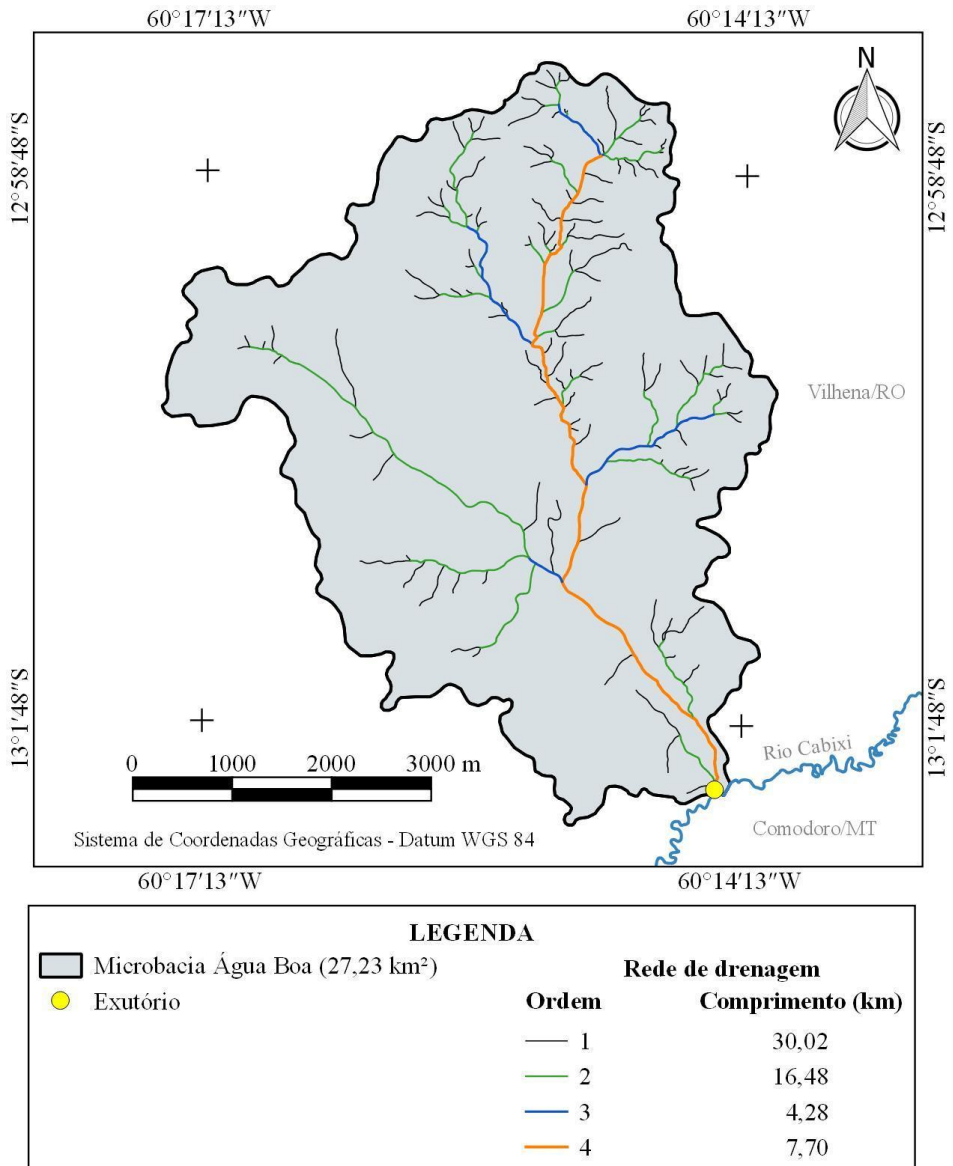 60°17'13"W 60°14'13"W
N
12°58'48"S 12°58'48"S
Vilhena/RO
13°1'48"S 13°1'48"S
Rio Cabixi
0 1000 2000 3000 m
Comodoro/MT
Sistema de Coordenadas Geográficas - Datum WGS 84
60°17'13"W 60°14'13"W
LEGENDA
Microbacia Água Boa (27,23 km²)
Exutório
Rede de drenagem
Ordem Comprimento (km)
1 30,02
2 16,48
3 4,28
4 7,70